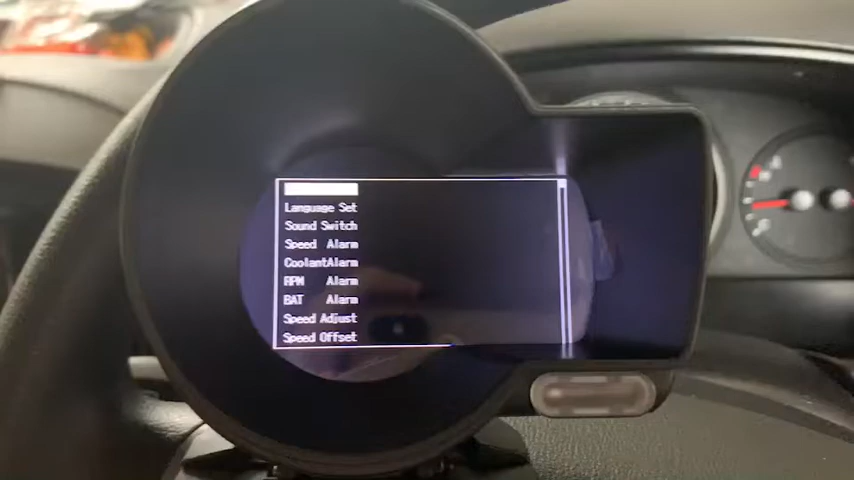 Language Set
Sound Switch
Speed Alarm
CoolantAlarm
RPM Alarm
BAT Alarm
Speed Adjust
Speed Offset